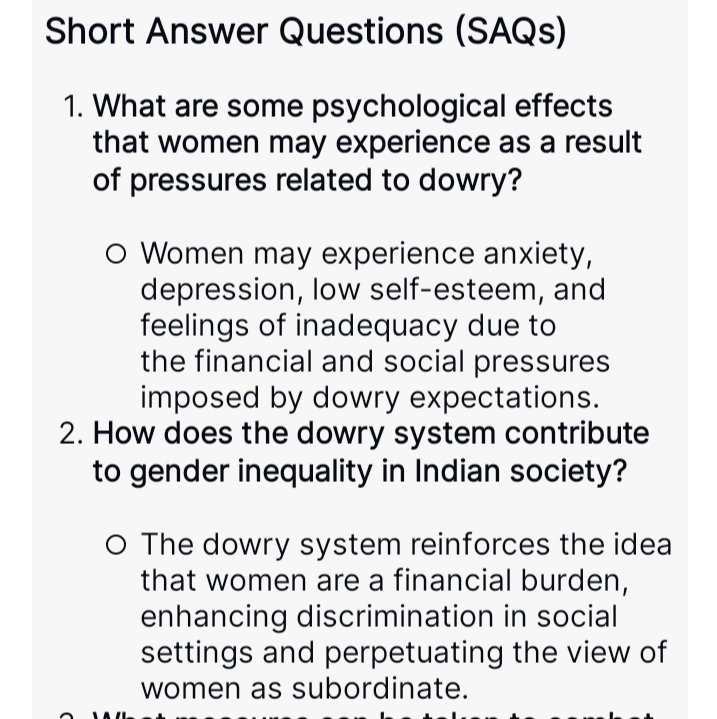 Short Answer Questions (SAQs)
1. What are some psychological effects
that women may experience as a result
of pressures related to dowry?
○ Women may experience anxiety,
depression, low self-esteem, and
feelings of inadequacy due to
the financial and social pressures
imposed by dowry expectations.
2. How does the dowry system contribute
to gender inequality in Indian society?
○ The dowry system reinforces the idea
that women are a financial burden,
enhancing discrimination in social
settings and perpetuating the view of
women as subordinate.